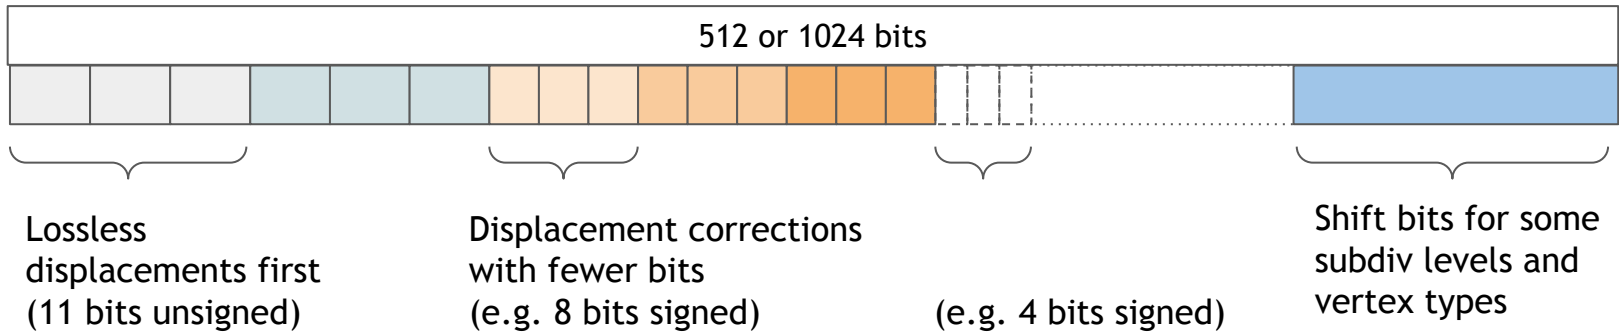 512 or 1024 bits
Lossless
displacements first
(11 bits unsigned)
Displacement corrections
with fewer bits
(e.g. 8 bits signed)
(e.g. 4 bits signed)
Shift bits for some
subdiv levels and
vertex types